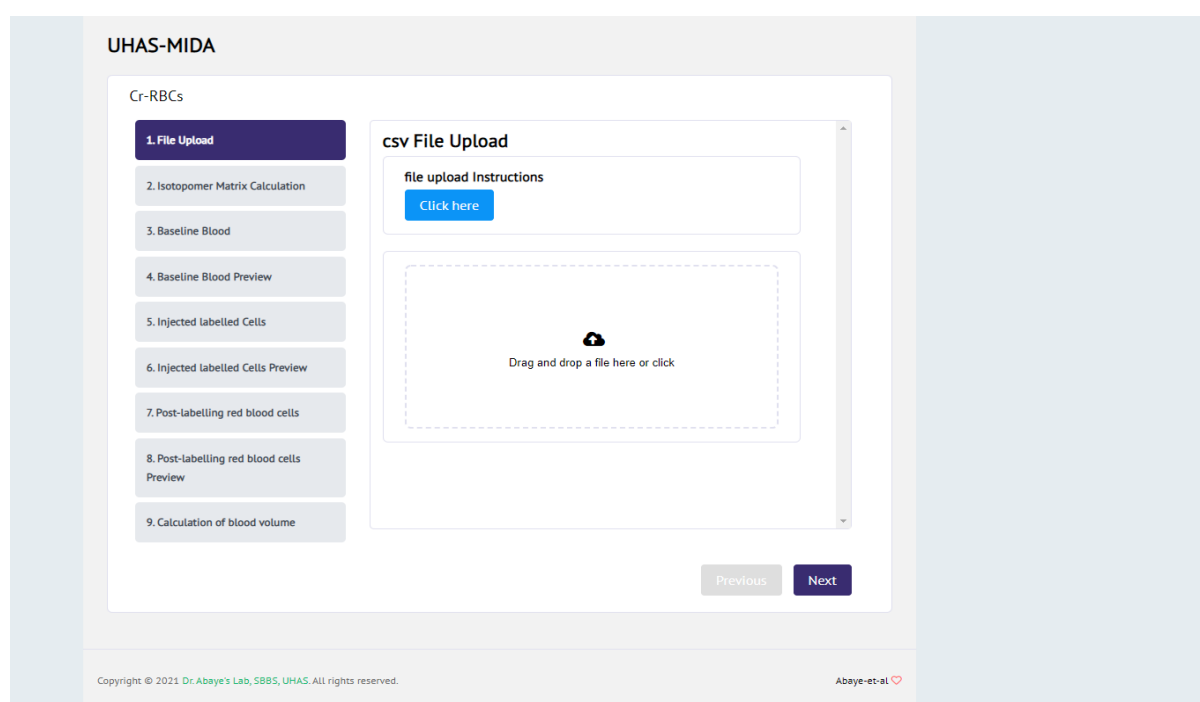 UHAS-MIDA
Cr-RBCs
1. File Upload
2. Isotopomer Matrix Calculation
3. Baseline Blood
4. Baseline Blood Preview
5. Injected labelled Cells
6. Injected labelled Cells Preview
7. Post-labelling red blood cells
8. Post-labelling red blood cells
Preview
9. Calculation of blood volume
csv File Upload
file upload Instructions
Click here
Drag and drop a file here or click
Previous
Next
Copyright © 2021 Dr. Abaye's Lab, SBBS, UHAS. All rights reserved.
Abaye-et-al